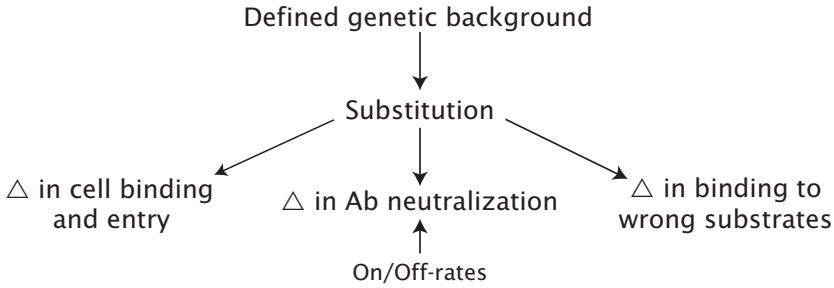 Defined genetic background
Substitution
△ in cell binding
and entry
△ in Ab neutralization
△ in binding to
wrong substrates
On/Off-rates